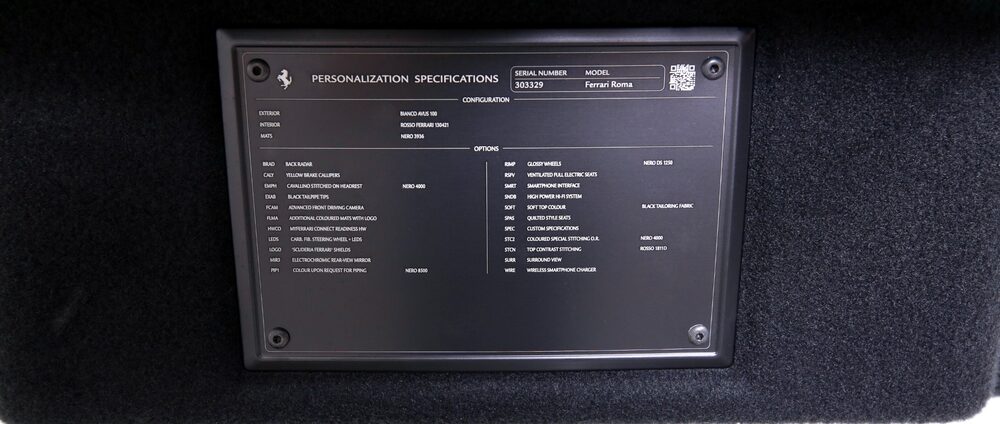 PERSONALIZATION SPECIFICATIONS
SERIAL NUMBER MODEL
303329 Ferrari Roma
CONFIGURATION
EXTERIOR BIANCO AVUS 100
INTERIOR ROSSO FERRARI 130421
MATS NERO 3936
OPTIONS
BRAD BACK RADAR
CALY YELLOW BRAKE CALLIPERS
EMPH CAVALLINO STITCHED ON HEADREST NERO 4000
EXAB BLACK TAILPIPE TIPS
FCAM ADVANCED FRONT DRIVING CAMERA
FLMA ADDITIONAL COLOURED MATS WITH LOGO
HWCO MYFERRARI CONNECT READINESS HW
LEDS CARB. FIB. STEERING WHEEL + LEDS
LOGO 'SCUDERIA FERRARI' SHIELDS
MIR3 ELECTROCHROMIC REAR-VIEW MIRROR
PIP1 COLOUR UPON REQUEST FOR PIPING NERO 8500
RIMP GLOSSY WHEELS NERO DS 1250
RSFV VENTILATED FULL ELECTRIC SEATS
SMRT SMARTPHONE INTERFACE
SNDB HIGH POWER HI-FI SYSTEM
SOFT SOFT TOP COLOUR BLACK TAILORING FABRIC
SPAS QUILTED STYLE SEATS
SPEC CUSTOM SPECIFICATIONS
STC2 COLOURED SPECIAL STITCHING O.R. NERO 4000
STCN TOP CONTRAST STITCHING ROSSO 1811D
SURR SURROUND VIEW
WIRE WIRELESS SMARTPHONE CHARGER